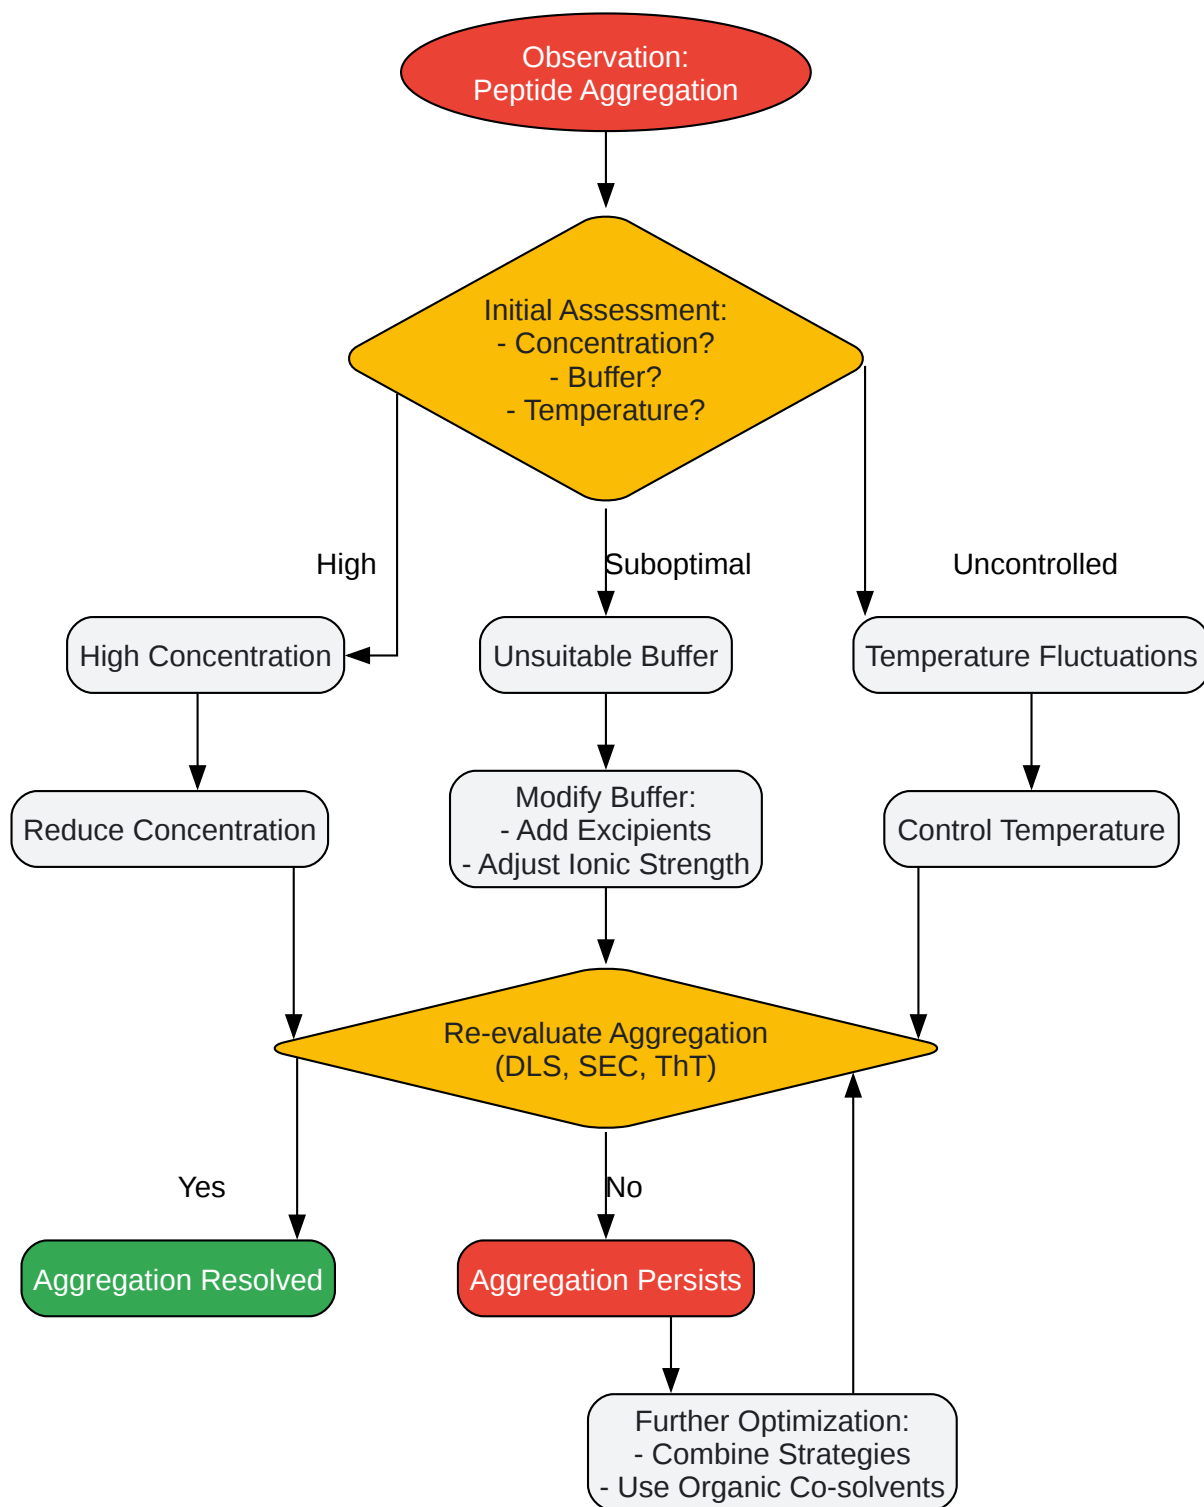 Observation:
Peptide Aggregation
Initial Assessment:
- Concentration?
- Buffer?
- Temperature?
High
Suboptimal
Uncontrolled
High Concentration
Unsuitable Buffer
Temperature Fluctuations
Reduce Concentration
Modify Buffer:
- Add Excipients
- Adjust Ionic Strength
Control Temperature
Re-evaluate Aggregation
(DLS, SEC, ThT)
Yes
No
Aggregation Resolved
Aggregation Persists
Further Optimization:
- Combine Strategies
- Use Organic Co-solvents